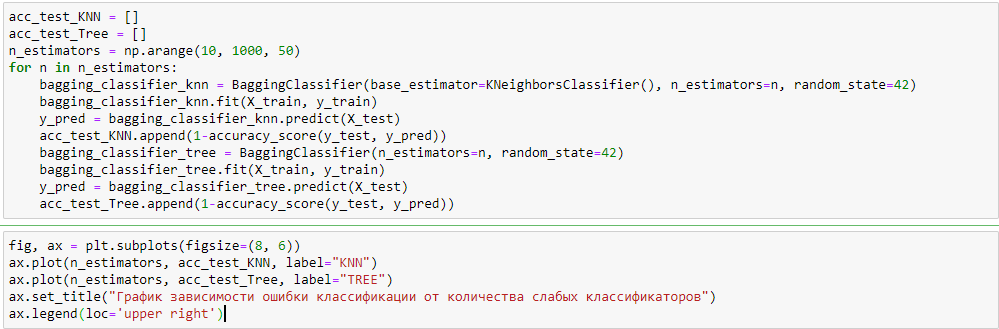 acc_test_KNN = []
acc_test_Tree = []
n_estimators = np.arange(10, 1000, 50)
for n in n_estimators:
    bagging_classifier_knn = BaggingClassifier(base_estimator=KNeighborsClassifier(), n_estimators=n, random_state=42)
    bagging_classifier_knn.fit(X_train, y_train)
    y_pred = bagging_classifier_knn.predict(X_test)
    acc_test_KNN.append(1-accuracy_score(y_test, y_pred))
    bagging_classifier_tree = BaggingClassifier(n_estimators=n, random_state=42)
    bagging_classifier_tree.fit(X_train, y_train)
    y_pred = bagging_classifier_tree.predict(X_test)
    acc_test_Tree.append(1-accuracy_score(y_test, y_pred))
fig, ax = plt.subplots(figsize=(8, 6))
ax.plot(n_estimators, acc_test_KNN, label="KNN")
ax.plot(n_estimators, acc_test_Tree, label="TREE")
ax.set_title("График зависимости ошибки классификации от количества слабых классификаторов")
ax.legend(loc='upper right')